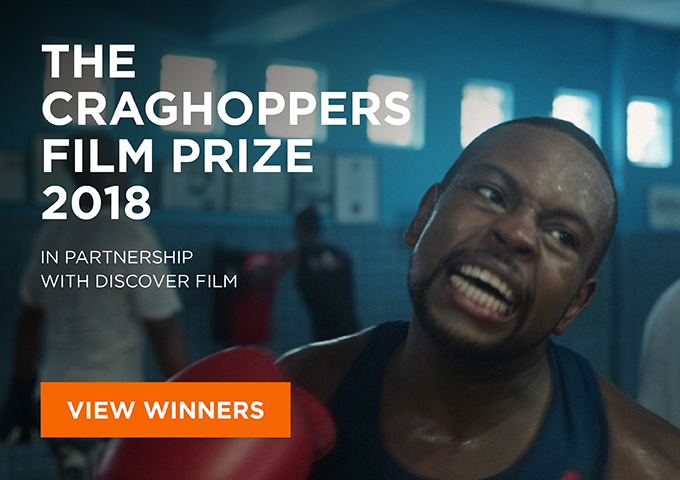 THE
CRAGHOPPERS
FILM PRIZE
2018
IN PARTNERSHIP
WITH DISCOVER FILM
VIEW WINNERS